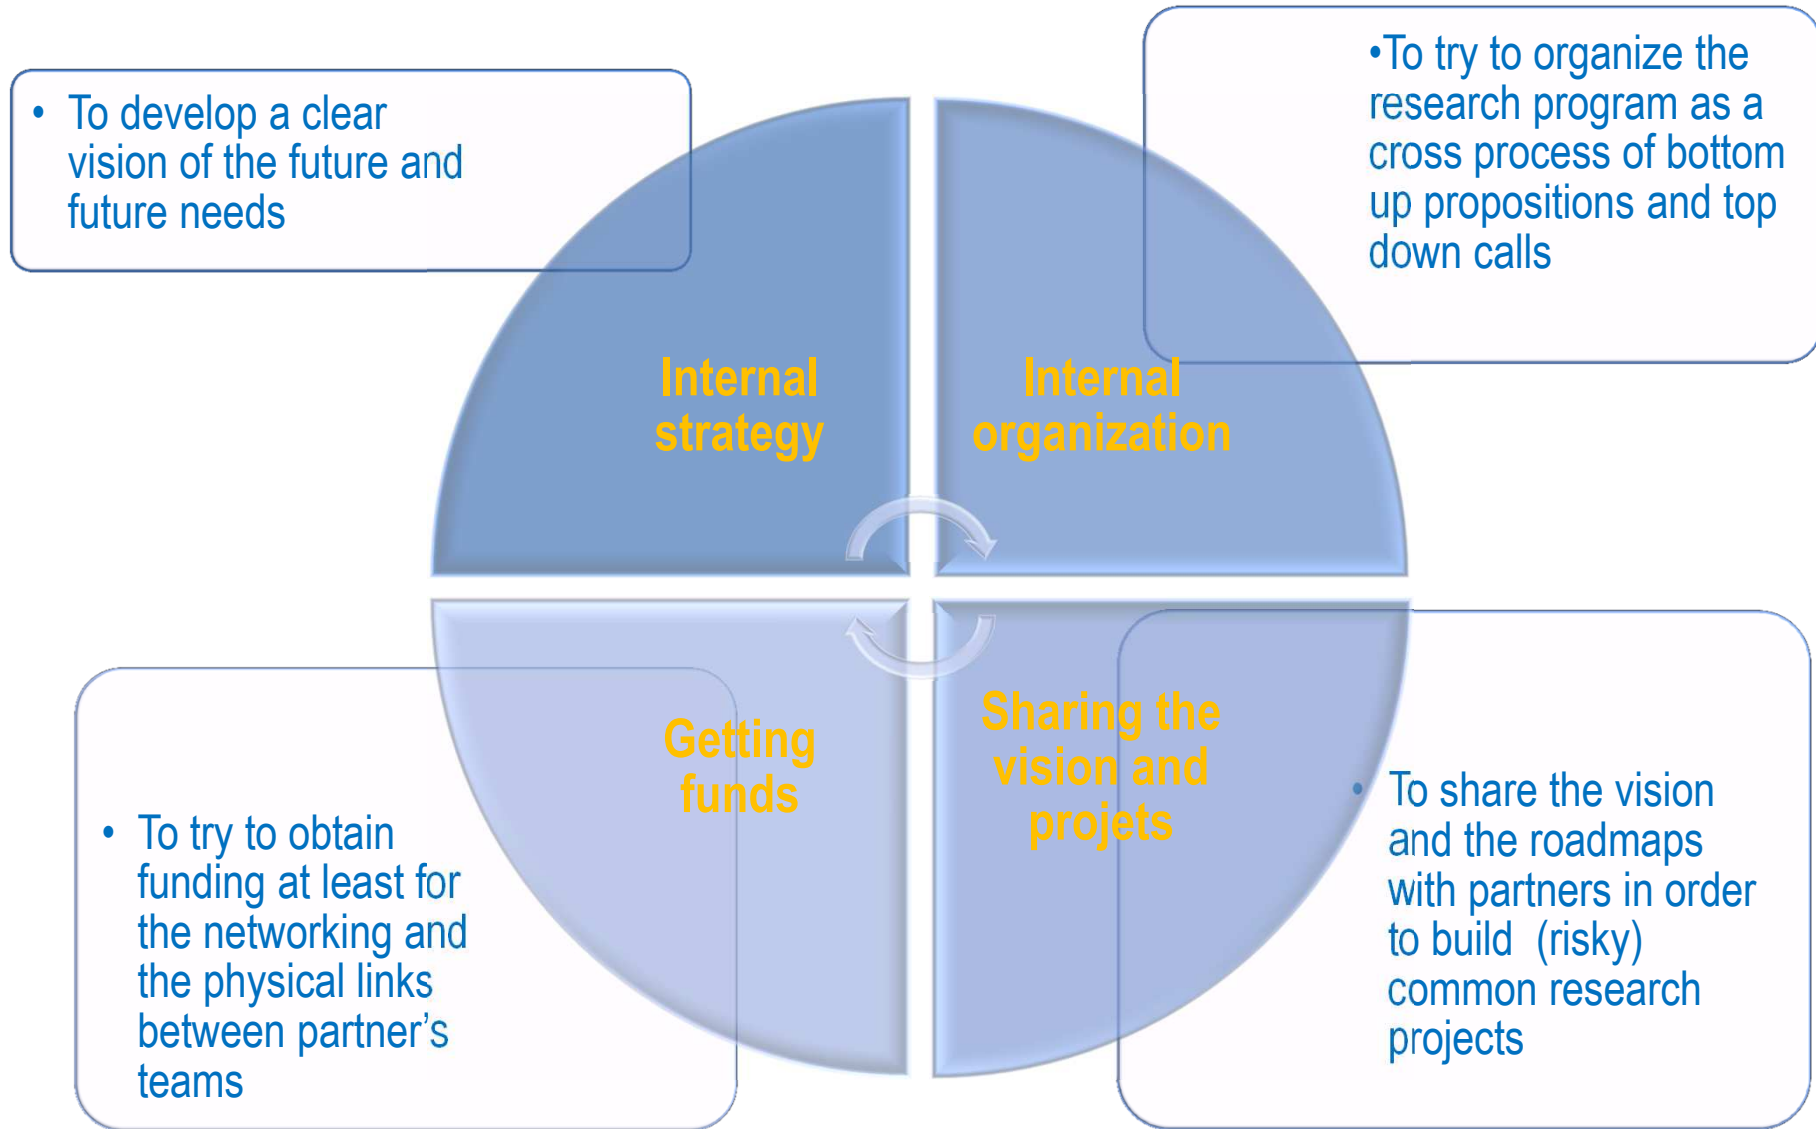 • To develop a clear
vision of the future and
future needs
•To try to organize the
research program as a
cross process of bottom
up propositions and top
down calls
Internal
strategy
Internal
organization
Getting
funds
Sharing the
vision and
projets
• To try to obtain
funding at least for
the networking and
the physical links
between partner’s
teams
• To share the vision
and the roadmaps
with partners in order
to build  (risky)
common research
projects